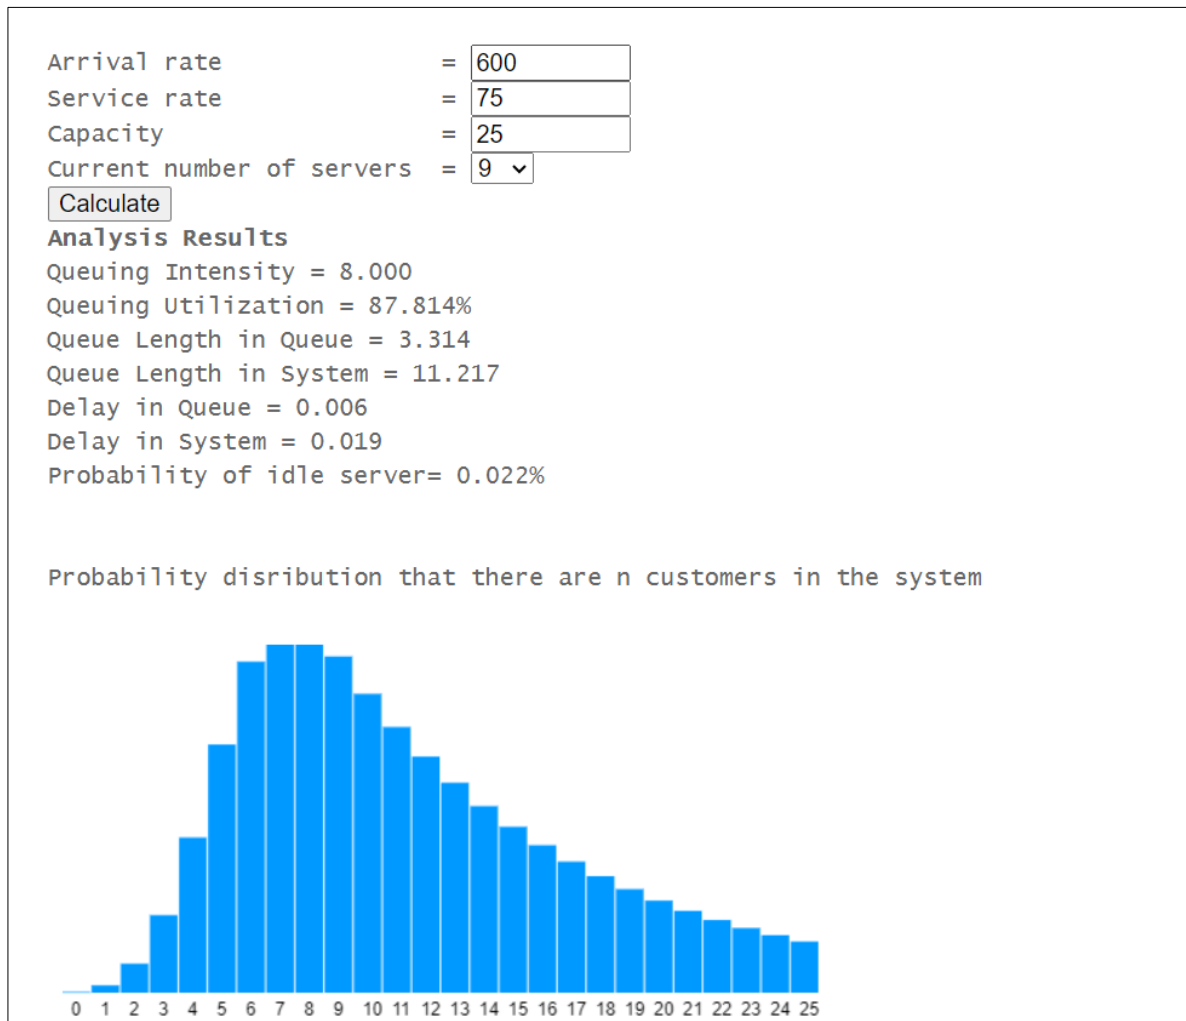 Arrival rate = 600
Service rate = 75
Capacity = 25
Current number of servers = 9
Calculate
Analysis Results
Queuing Intensity = 8.000
Queuing Utilization = 87.814%
Queue Length in Queue = 3.314
Queue Length in System = 11.217
Delay in Queue = 0.006
Delay in System = 0.019
Probability of idle server= 0.022%
Probability disribution that there are n customers in the system
0 1 2 3 4 5 6 7 8 9 10 11 12 13 14 15 16 17 18 19 20 21 22 23 24 25